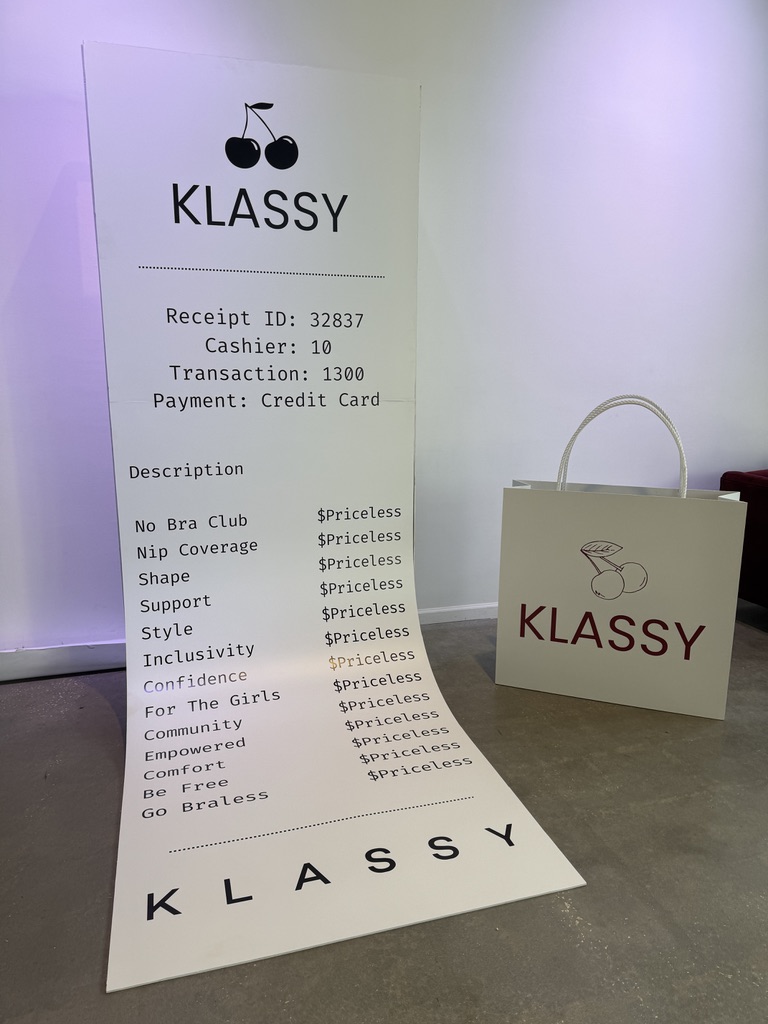 KLASSY
Receipt ID: 32837
Cashier: 10
Transaction: 1300
Payment: Credit Card
Description
No Bra Club $Priceless
Nip Coverage $Priceless
Shape $Priceless
Support $Priceless
Style $Priceless
Inclusivity $Priceless
Confidence $Priceless
For The Girls $Priceless
Community $Priceless
Empowered $Priceless
Comfort $Priceless
Be Free $Priceless
Go Braless $Priceless
KLASSY
KLASSY